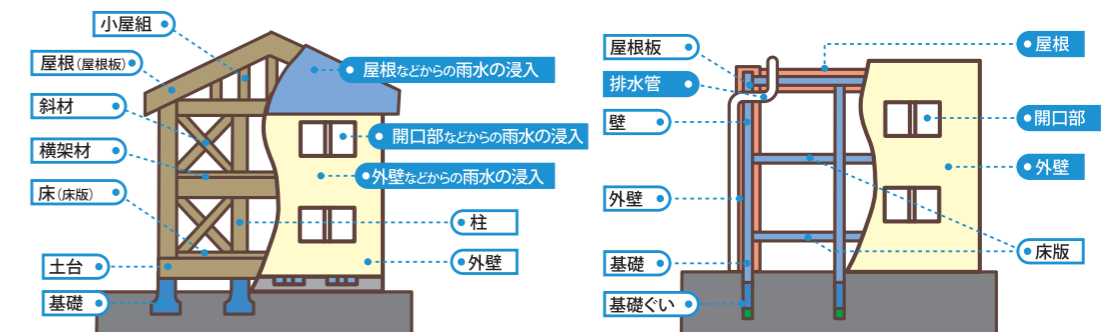 小屋組
屋根(屋根板)
斜材
横架材
床(床版)
土台
基礎
屋根などからの雨水の浸入
開口部などからの雨水の浸入
外壁などからの雨水の浸入
柱
外壁
屋根板
排水管
壁
外壁
基礎
基礎ぐい
屋根
開口部
外壁
床版